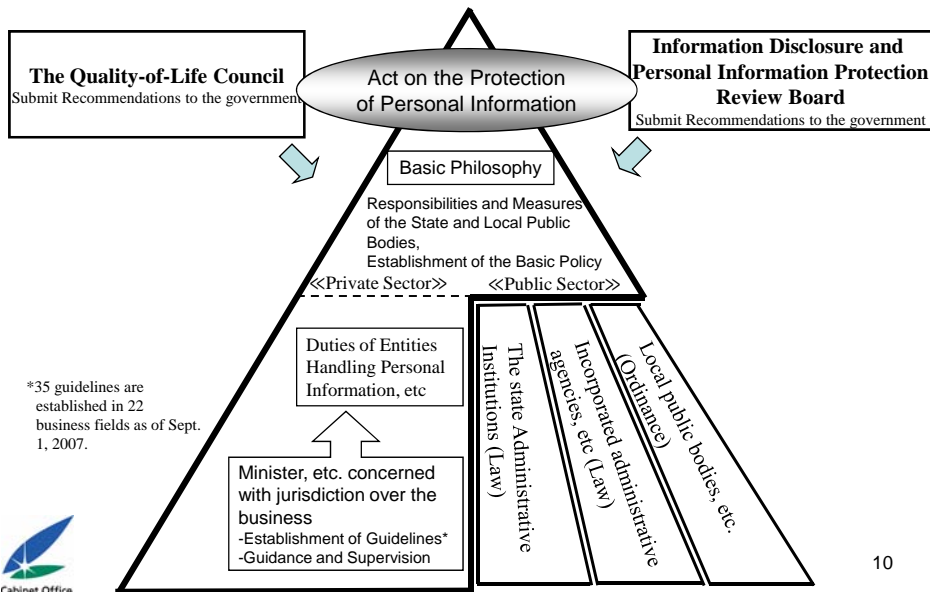 The Quality-of-Life Council
Submit Recommendations to the government
Act on the Protection
of Personal Information
Information Disclosure and
Personal Information Protection
Review Board
Submit Recommendations to the government
Basic Philosophy
Responsibilities and Measures
of the State and Local Public
Bodies,
Establishment of the Basic Policy
≪Private Sector≫
≪Public Sector≫
Duties of Entities
Handling Personal
Information, etc
*35 guidelines are
established in 22
business fields as of Sept.
1, 2007.
Minister, etc. concerned
with jurisdiction over the
business
-Establishment of Guidelines*
-Guidance and Supervision
The state Administrative
Institutions (Law)
Incorporated administrative
agencies, etc (Law)
Local public bodies, etc.
(Ordinance)
Cabinet Office
10